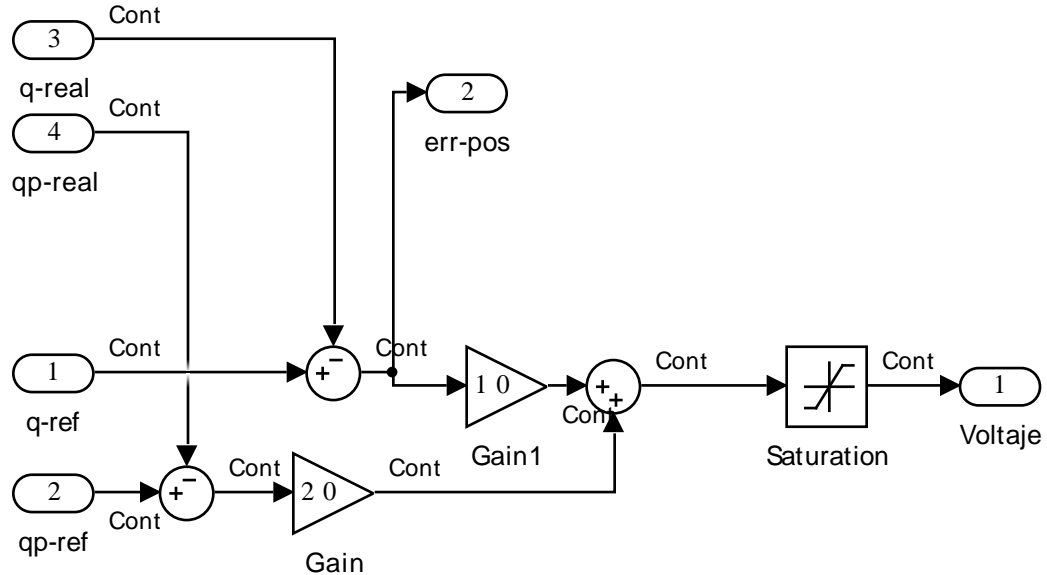 Cont
3
q-real
Cont
2
4
err-pos
qp-real
Cont
Cont
1
Cont
Cont
1 0
1
q-ref
Cont
Voltaje
Gain1
Saturation
Cont
Cont
2
2 0
Cont
qp-ref
Gain